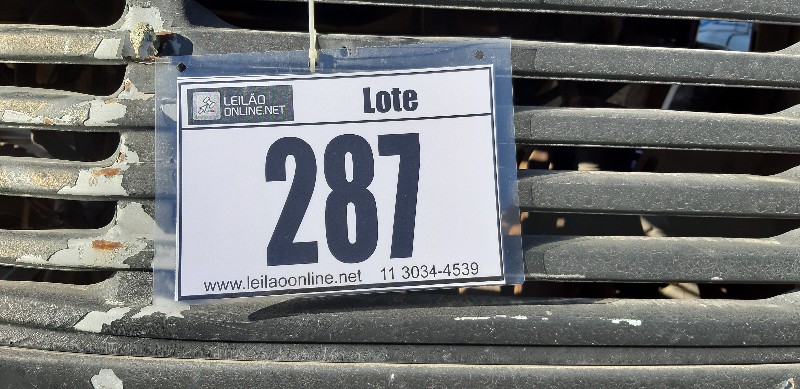 LEILÃO
ONLINE.NET
Lote
287
www.leilaoonline.net 11 3034-4539